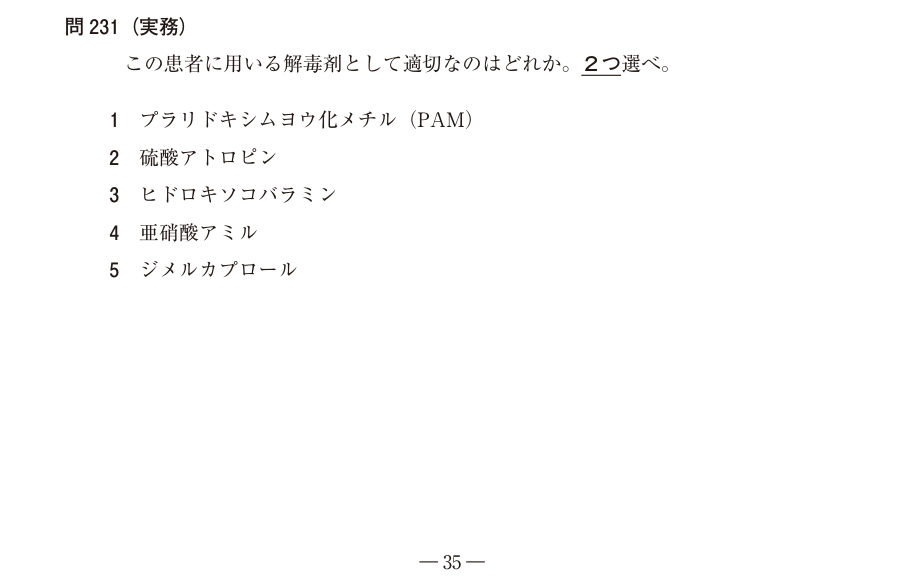 問 231（実務）
この患者に用いる解毒剤として適切なのはどれか。２つ選べ。
1　プラリドキシムヨウ化メチル（PAM）
2　硫酸アトロピン
3　ヒドロキソコバラミン
4　亜硝酸アミル
5　ジメルカプロール
― 35 ―